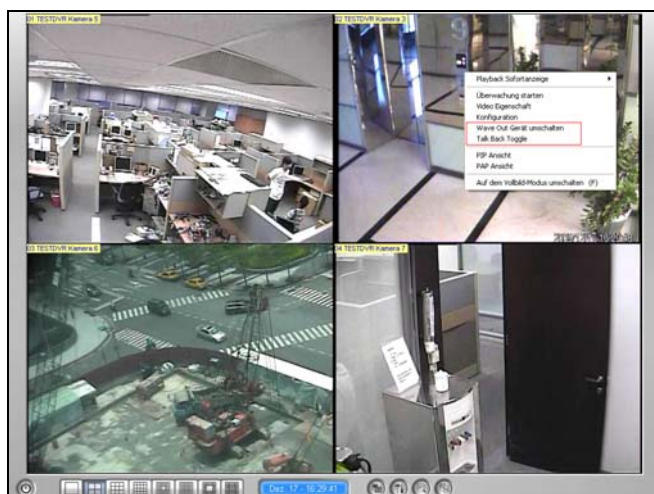 01 TESTDVR Kamera 5
02 TESTDVR Kamera 3
Playback Sofortanzeige
Überwachung starten
Video Eigenschaft
Konfiguration
Wave Out Gerät umschalten
Talk Back Toggle
PIP Ansicht
PAP Ansicht
Auf dem Vollbild-Modus umschalten (F)
03 TESTDVR Kamera 6
04 TESTDVR Kamera 7
Dez. 17 - 16:29:41